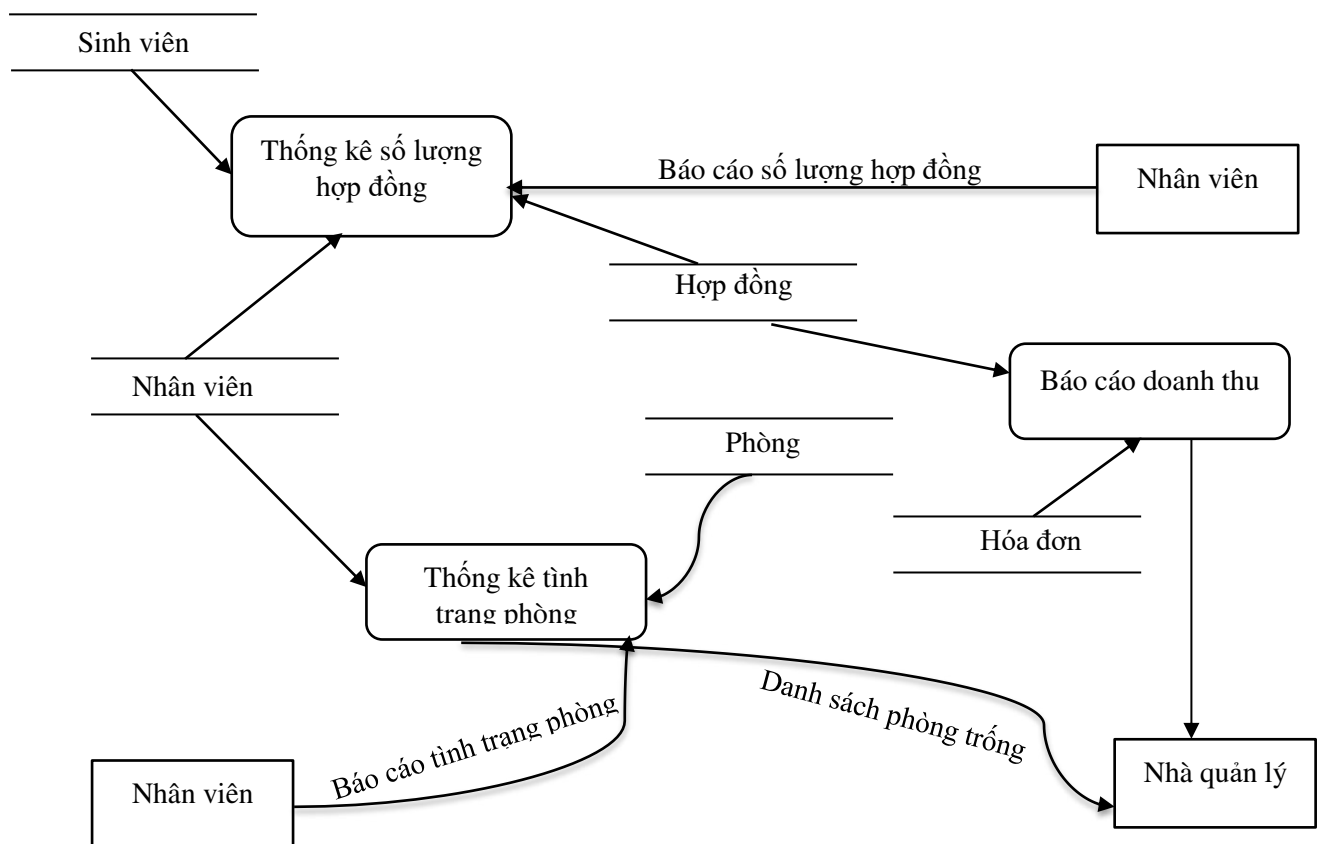 Sinh viên
Thống kê số lượng
hợp đồng
Báo cáo số lượng hợp đồng
Nhân viên
Hợp đồng
Nhân viên
Báo cáo doanh thu
Phòng
Hóa đơn
Thống kê tình
trạng phòng
Danh sách phòng trống
Báo cáo tình trạng phòng
Nhân viên
Nhà quản lý